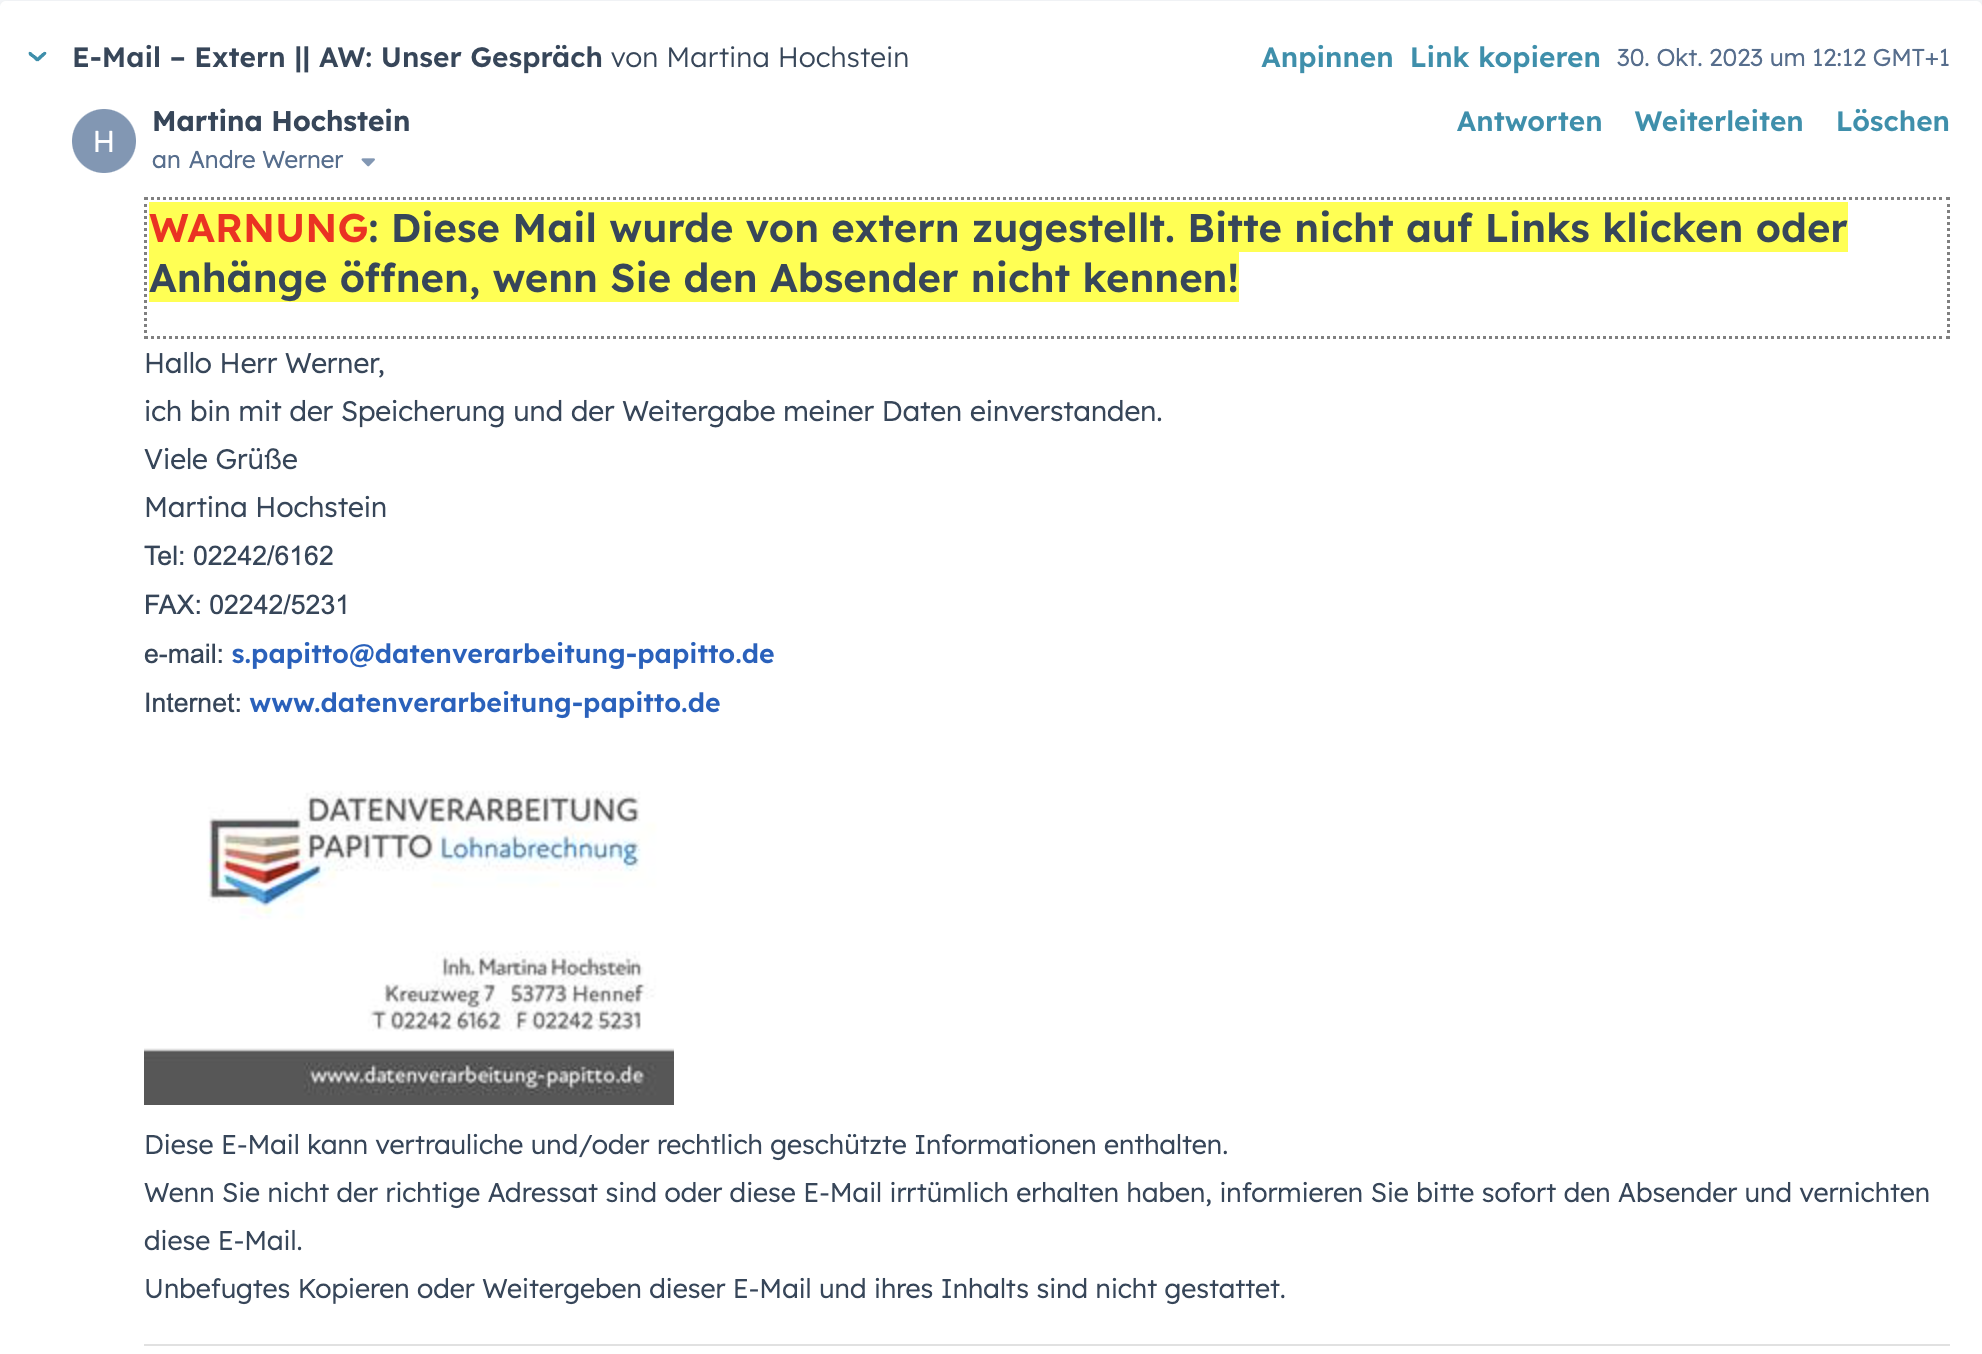 E-Mail – Extern || AW: Unser Gespräch von Martina Hochstein
Anpinnen Link kopieren 30. Okt. 2023 um 12:12 GMT+1
H
Martina Hochstein
an Andre Werner
Antworten Weiterleiten Löschen
WARNUNG: Diese Mail wurde von extern zugestellt. Bitte nicht auf Links klicken oder
Anhänge öffnen, wenn Sie den Absender nicht kennen!
Hallo Herr Werner,
ich bin mit der Speicherung und der Weitergabe meiner Daten einverstanden.
Viele Grüße
Martina Hochstein
Tel: 02242/6162
FAX: 02242/5231
e-mail: s.papitto@datenverarbeitung-papitto.de
Internet: www.datenverarbeitung-papitto.de
DATENVERARBEITUNG
PAPITTO Lohnabrechnung
Inh. Martina Hochstein
Kreuzweg 7 53773 Hennef
T 02242 6162 F 02242 5231
www.datenverarbeitung-papitto.de
Diese E-Mail kann vertrauliche und/oder rechtlich geschützte Informationen enthalten.
Wenn Sie nicht der richtige Adressat sind oder diese E-Mail irrtümlich erhalten haben, informieren Sie bitte sofort den Absender und vernichten
diese E-Mail.
Unbefugtes Kopieren oder Weitergeben dieser E-Mail und ihres Inhalts sind nicht gestattet.